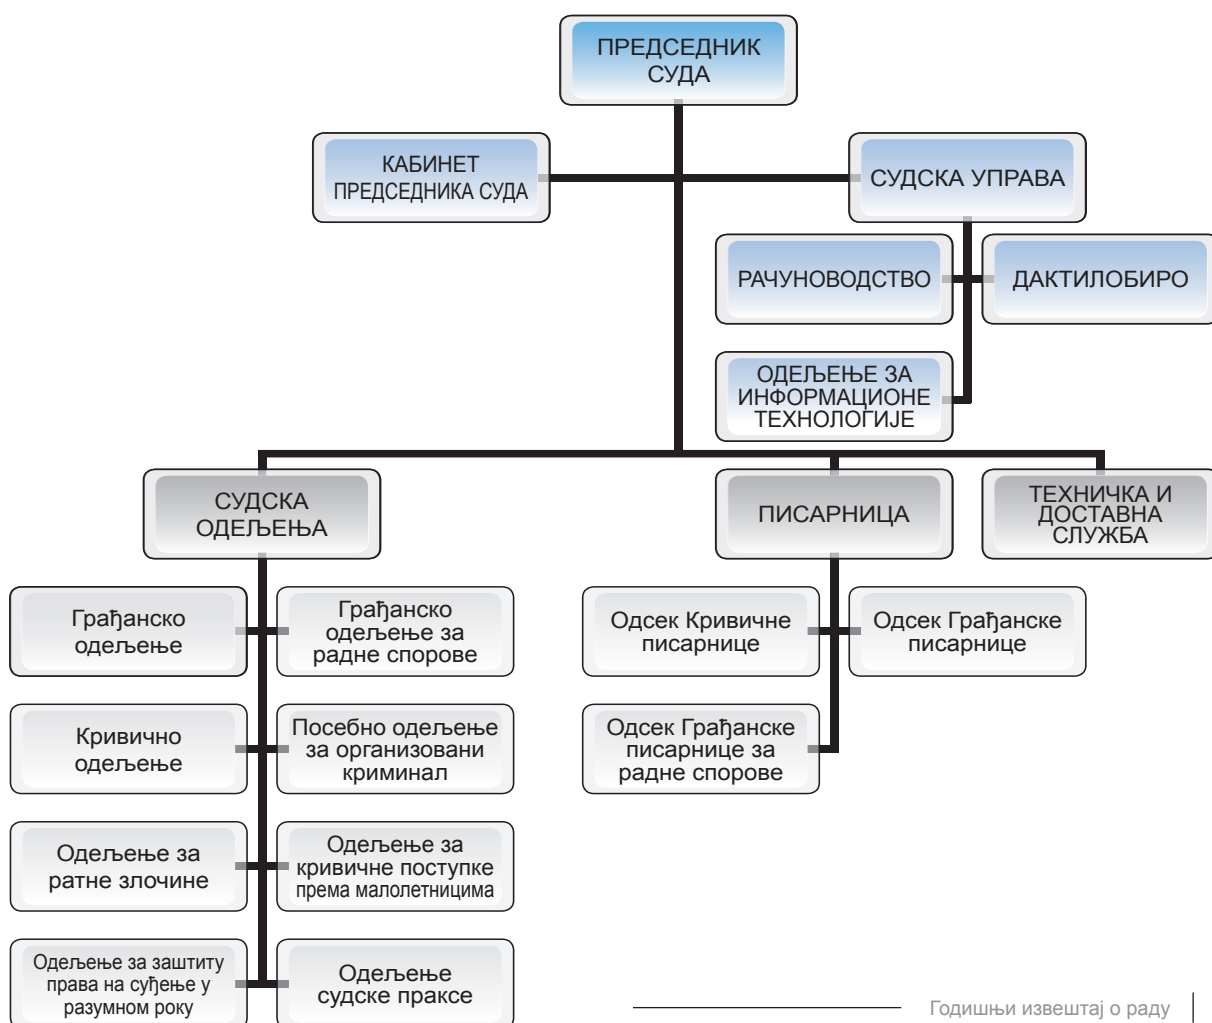 ПРЕДСЕДНИК
СУДА
КАБИНЕТ
ПРЕДСЕДНИКА СУДА
СУДСКА УПРАВА
РАЧУНОВОДСТВО
ДАКТИЛОБИРО
ОДЕЉЕЊЕ ЗА
ИНФОРМАЦИОНЕ
ТЕХНОЛОГИЈЕ
СУДСКА
ОДЕЉЕЊА
ПИСАРНИЦА
ТЕХНИЧКА И
ДОСТАВНА
СЛУЖБА
Грађанско
одељење
Грађанско
одељење за
радне спорове
Одсек Кривичне
писарнице
Одсек Грађанске
писарнице
Кривично
одељење
Посебно одељење
за организовани
криминал
Одсек Грађанске
писарнице за
радне спорове
Одељење за
ратне злочине
Одељење за
кривичне поступке
према малолетницима
Одељење за заштиту
права на суђење у
разумном року
Одељење
судске праксе
Годишњи извештај о раду